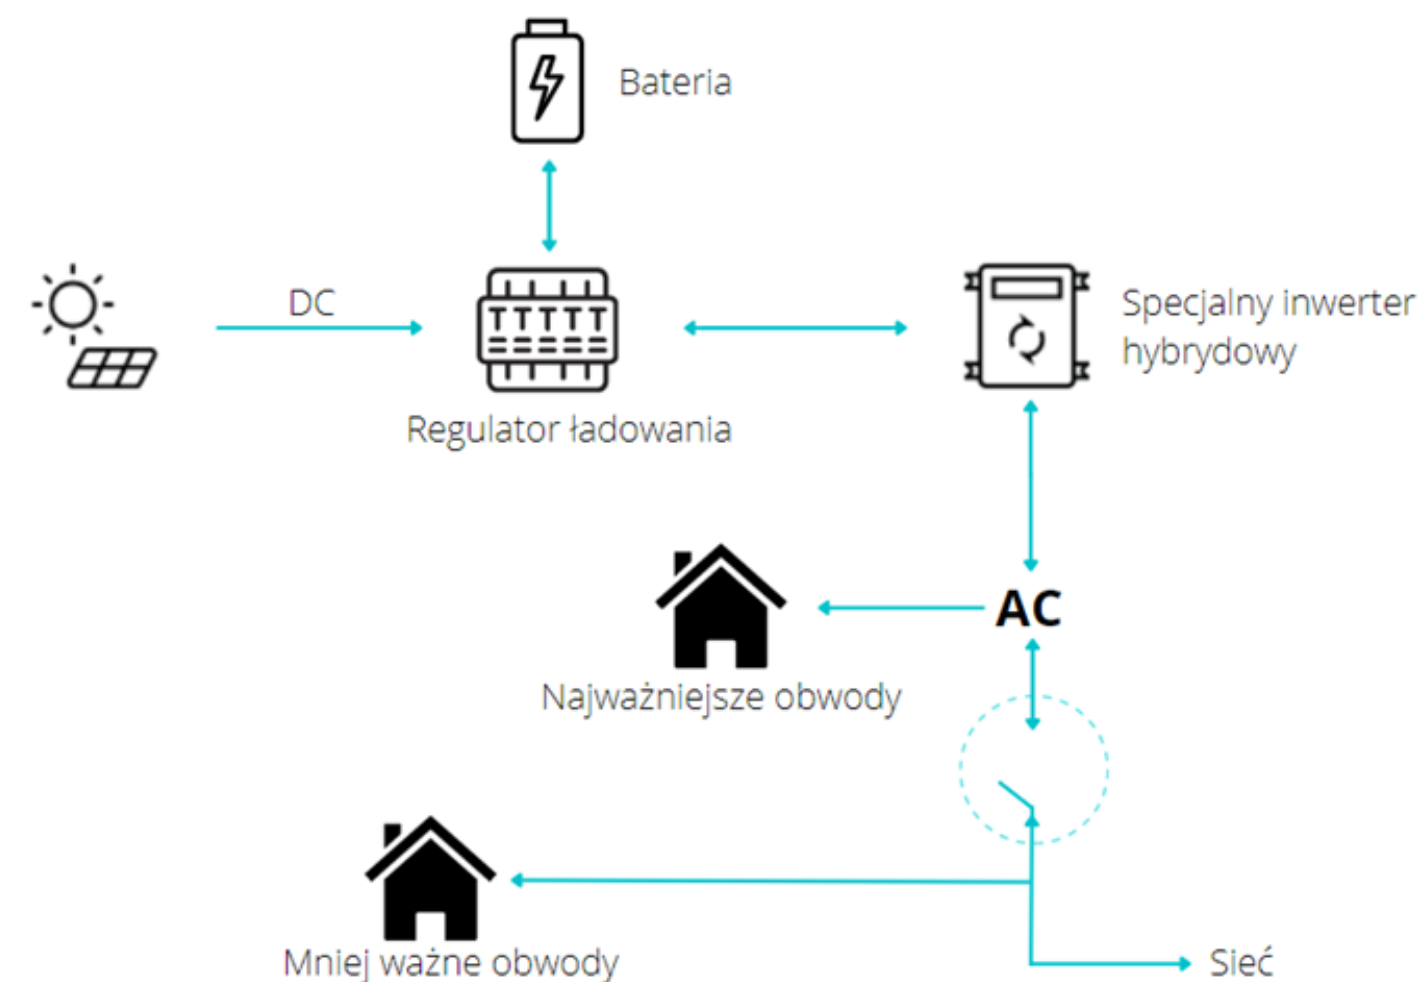 Bateria
DC
Specjalny inwerter
hybrydowy
Regulator ładowania
AC
Najważniejsze obwody
Mniej ważne obwody
Sieć